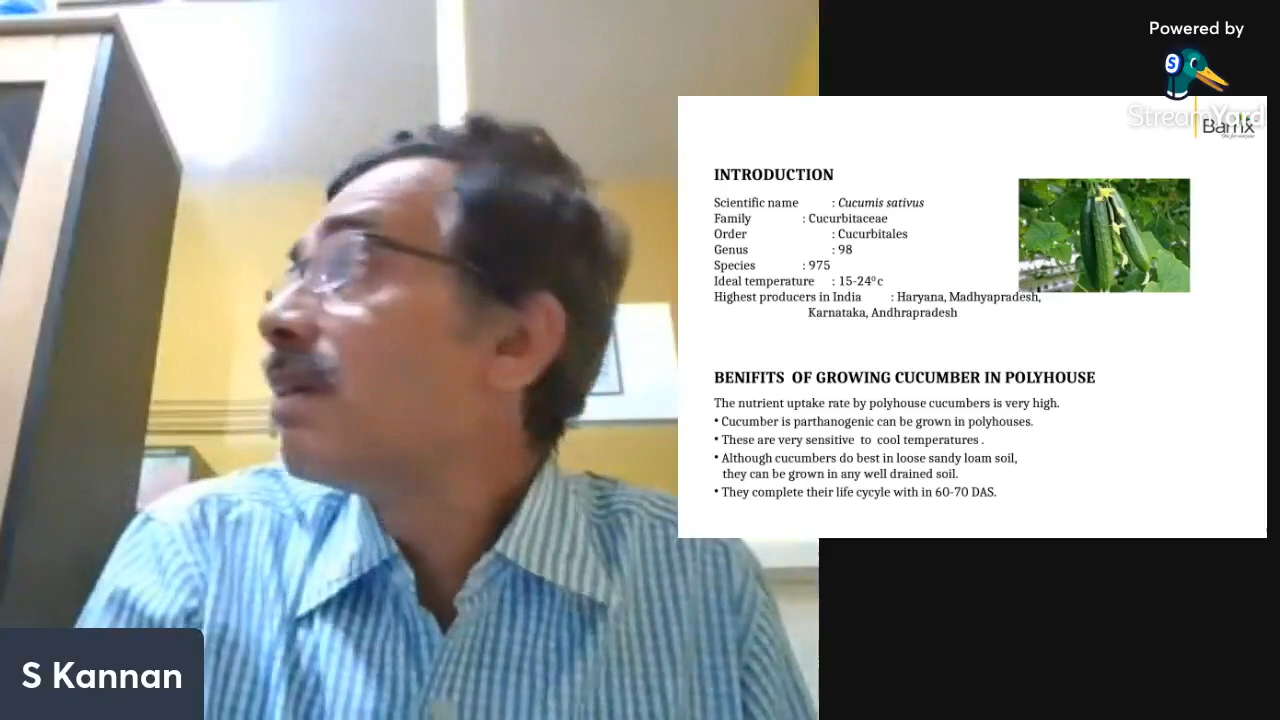 Powered by
StreamYard
Barrix
INTRODUCTION
Scientific name : Cucumis sativus
Family : Cucurbitaceae
Order : Cucurbitales
Genus : 98
Species : 975
Ideal temperature : 15-24⁰ c
Highest producers in India : Haryana, Madhyapradesh,
Karnataka, Andhrapradesh
BENIFITS OF GROWING CUCUMBER IN POLYHOUSE
The nutrient uptake rate by polyhouse cucumbers is very high.
• Cucumber is parthanogenic can be grown in polyhouses.
• These are very sensitive to cool temperatures .
• Although cucumbers do best in loose sandy loam soil,
they can be grown in any well drained soil.
• They complete their life cycyle with in 60-70 DAS.
S Kannan